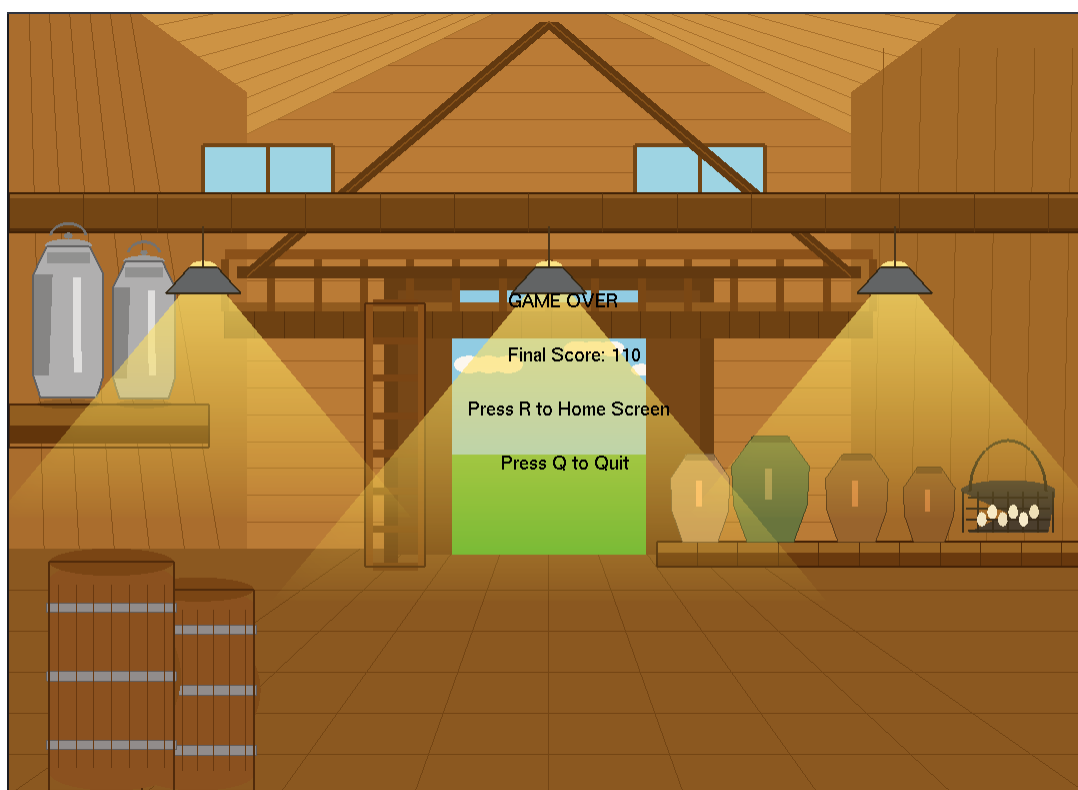 GAME OVER
Final Score: 110
Press R to Home Screen
Press Q to Quit